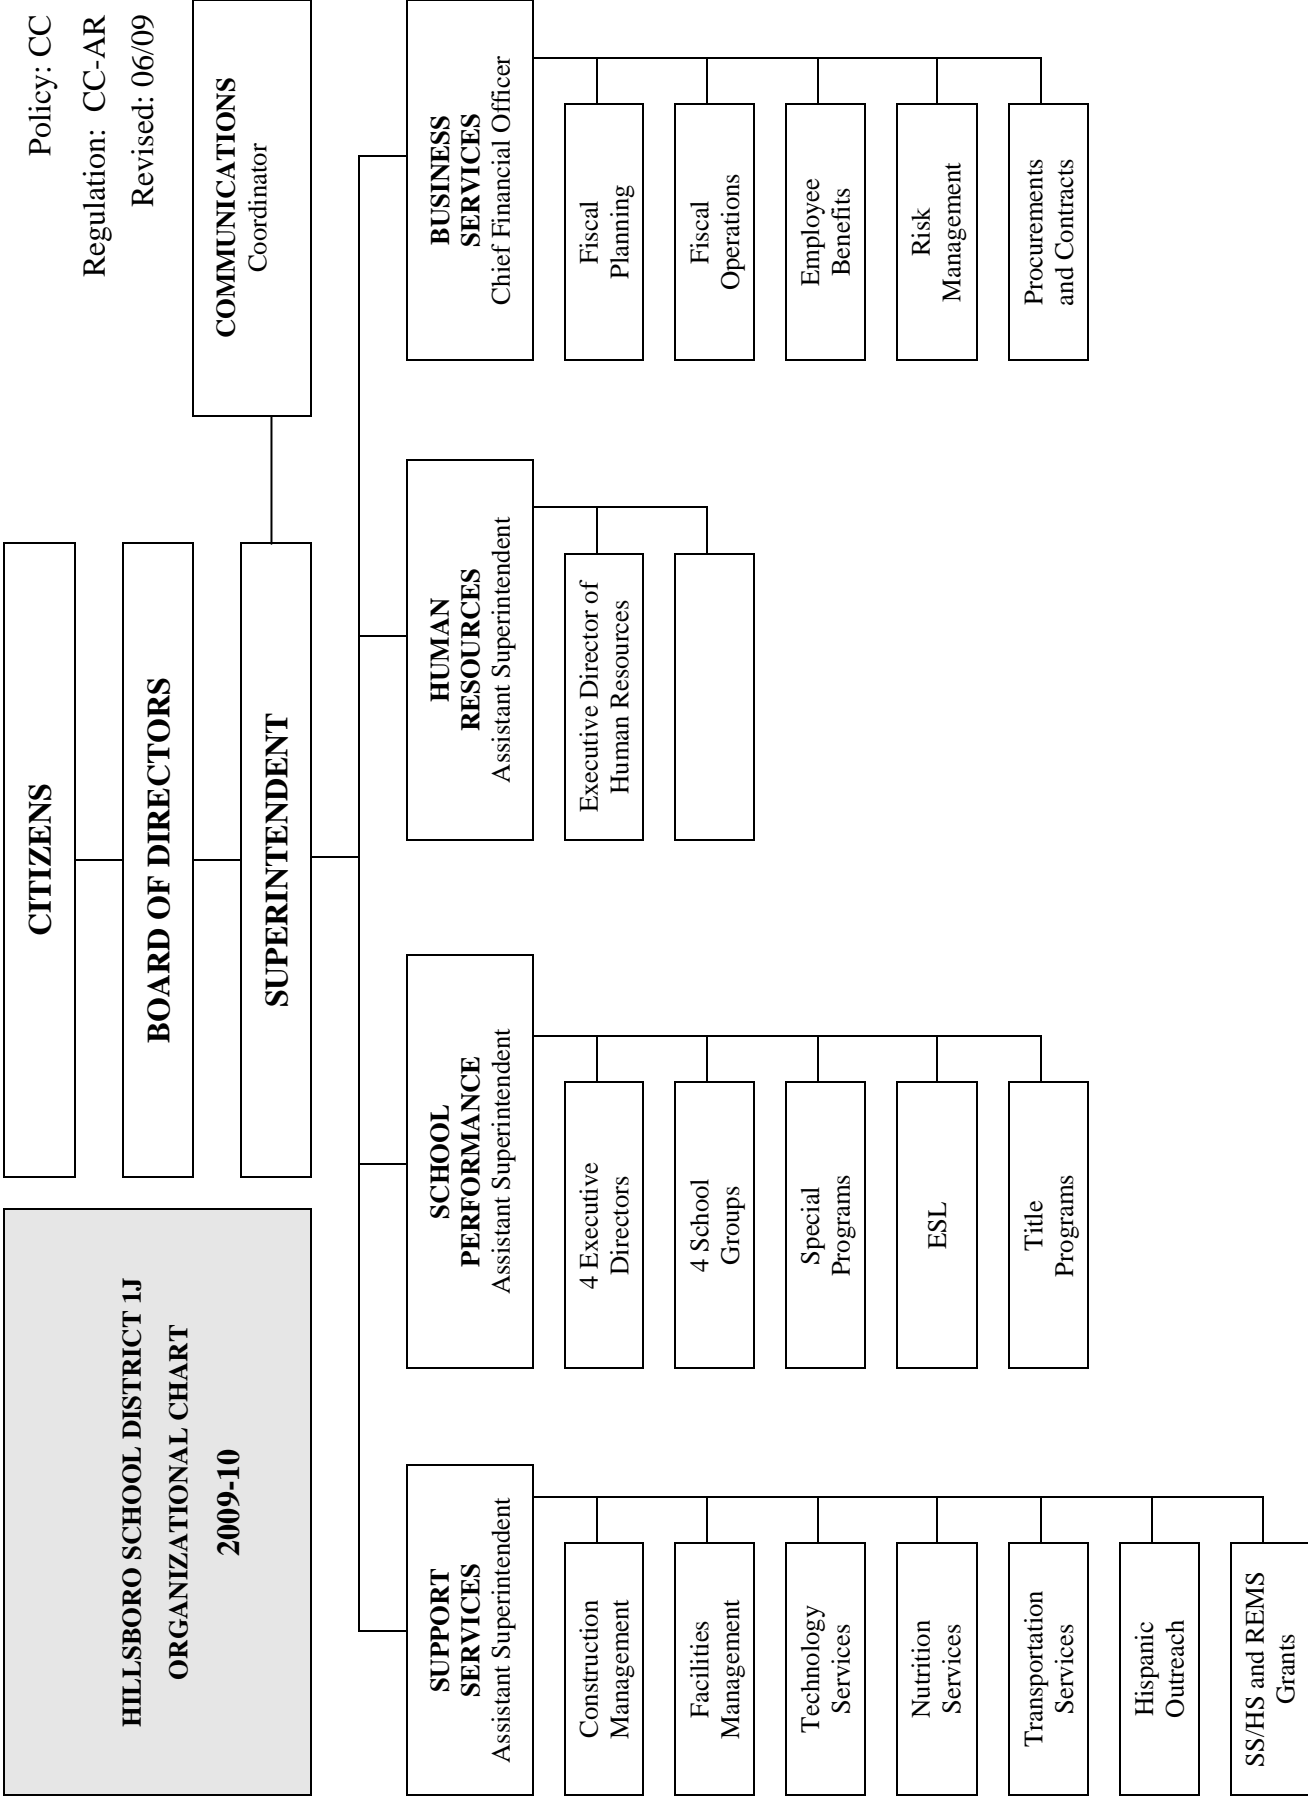 HILLSBORO SCHOOL DISTRICT 1J
ORGANIZATIONAL CHART
2009-10
CITIZENS
BOARD OF DIRECTORS
SUPERINTENDENT
Policy: CC
Regulation: CC-AR
Revised: 06/09
COMMUNICATIONS
Coordinator
SUPPORT
SERVICES
Assistant Superintendent
Construction
Management
Facilities
Management
Technology
Services
Nutrition
Services
Transportation
Services
Hispanic
Outreach
SS/HS and REMS
Grants
SCHOOL
PERFORMANCE
Assistant Superintendent
4 Executive
Directors
4 School
Groups
Special
Programs
ESL
Title
Programs
HUMAN
RESOURCES
Assistant Superintendent
Executive Director of
Human Resources
BUSINESS
SERVICES
Chief Financial Officer
Fiscal
Planning
Fiscal
Operations
Employee
Benefits
Risk
Management
Procurements
and Contracts